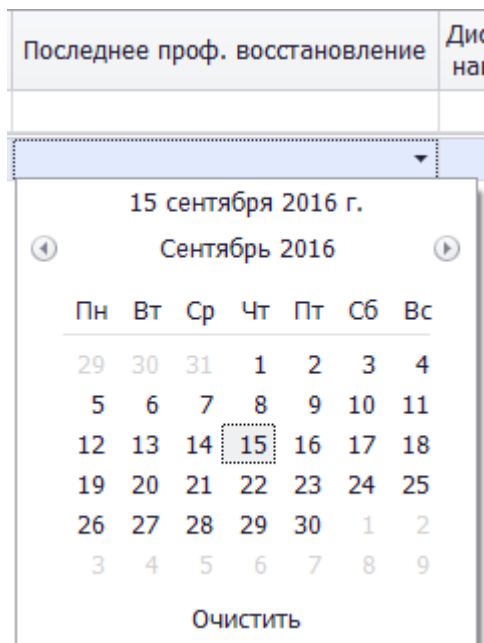 Последнее проф. восстановление
15 сентября 2016 г.
Сентябрь 2016
Пн Вт Ср Чт Пт Сб Вс
29 30 31 1 2 3 4
5 6 7 8 9 10 11
12 13 14 15 16 17 18
19 20 21 22 23 24 25
26 27 28 29 30 1 2
3 4 5 6 7 8 9
Очистить